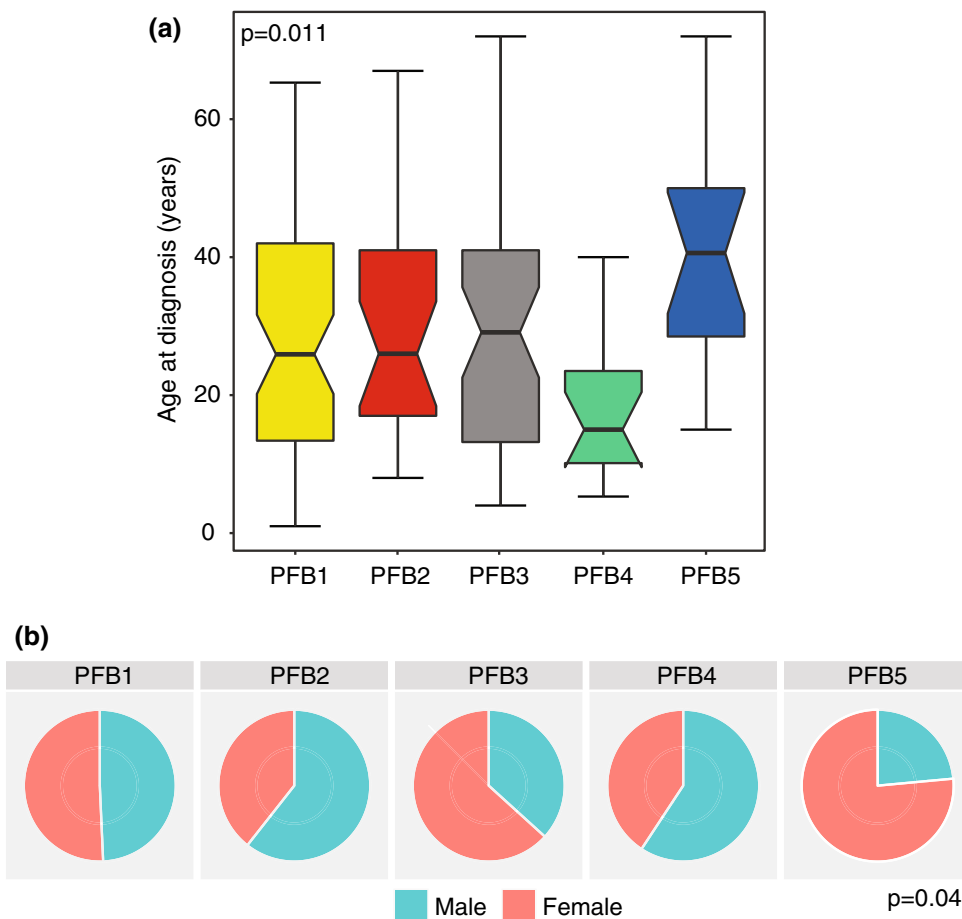 (a)
p=0.011
Age at diagnosis (years)
60
40
20
0
PFB1 PFB2 PFB3 PFB4 PFB5
(b)
PFB1 PFB2 PFB3 PFB4 PFB5
Male Female
p=0.04